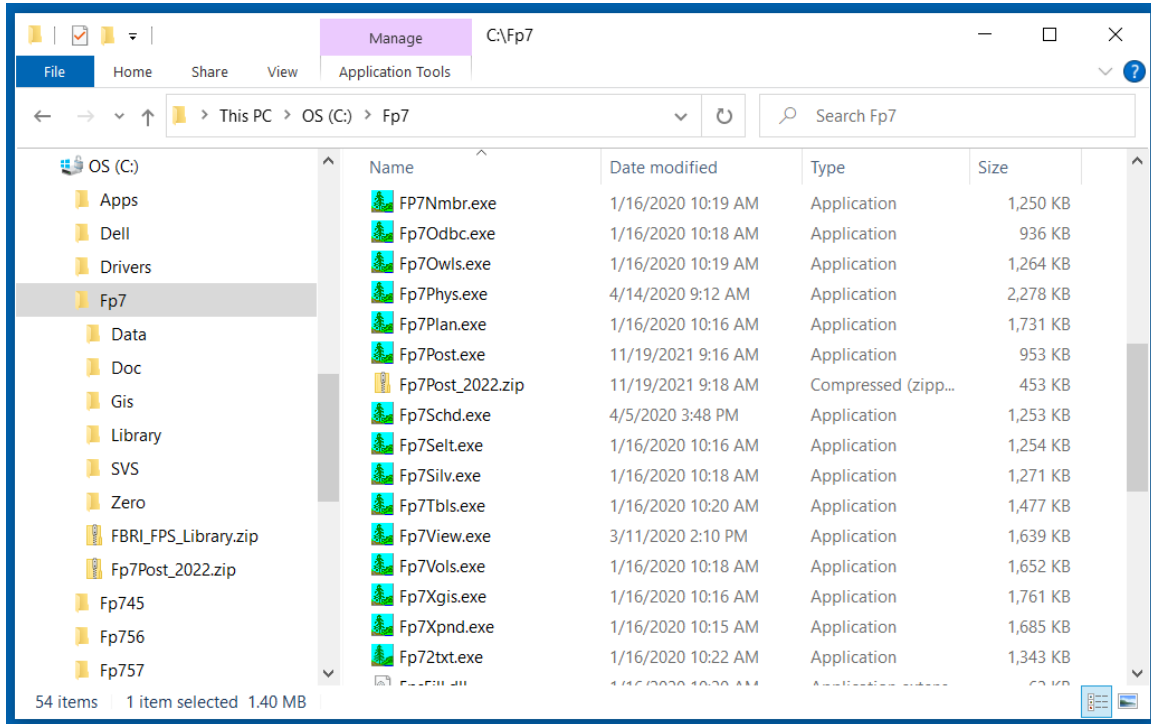 Manage C:\Fp7
File Home Share View Application Tools
This PC > OS (C:) > Fp7 Search Fp7
OS (C:) Name Date modified Type Size
Apps FP7Nmbr.exe 1/16/2020 10:19 AM Application 1,250 KB
Dell Fp7Odbc.exe 1/16/2020 10:18 AM Application 936 KB
Drivers Fp7Owls.exe 1/16/2020 10:19 AM Application 1,264 KB
Fp7 Fp7Phys.exe 4/14/2020 9:12 AM Application 2,278 KB
Data Fp7Plan.exe 1/16/2020 10:16 AM Application 1,731 KB
Doc Fp7Post.exe 11/19/2021 9:16 AM Application 953 KB
Gis Fp7Post_2022.zip 11/19/2021 9:18 AM Compressed (zipp... 453 KB
Library Fp7Schd.exe 4/5/2020 3:48 PM Application 1,253 KB
SVS Fp7Selt.exe 1/16/2020 10:16 AM Application 1,254 KB
Zero Fp7Silv.exe 1/16/2020 10:18 AM Application 1,271 KB
FBRI_FPS_Library.zip Fp7Tbls.exe 1/16/2020 10:20 AM Application 1,477 KB
Fp7Post_2022.zip Fp7View.exe 3/11/2020 2:10 PM Application 1,639 KB
Fp745 Fp7Vols.exe 1/16/2020 10:18 AM Application 1,652 KB
Fp756 Fp7Xgis.exe 1/16/2020 10:16 AM Application 1,761 KB
Fp757 Fp7Xpnd.exe 1/16/2020 10:15 AM Application 1,685 KB
Fp72txt.exe 1/16/2020 10:22 AM Application 1,343 KB
54 items 1 item selected 1.40 MB